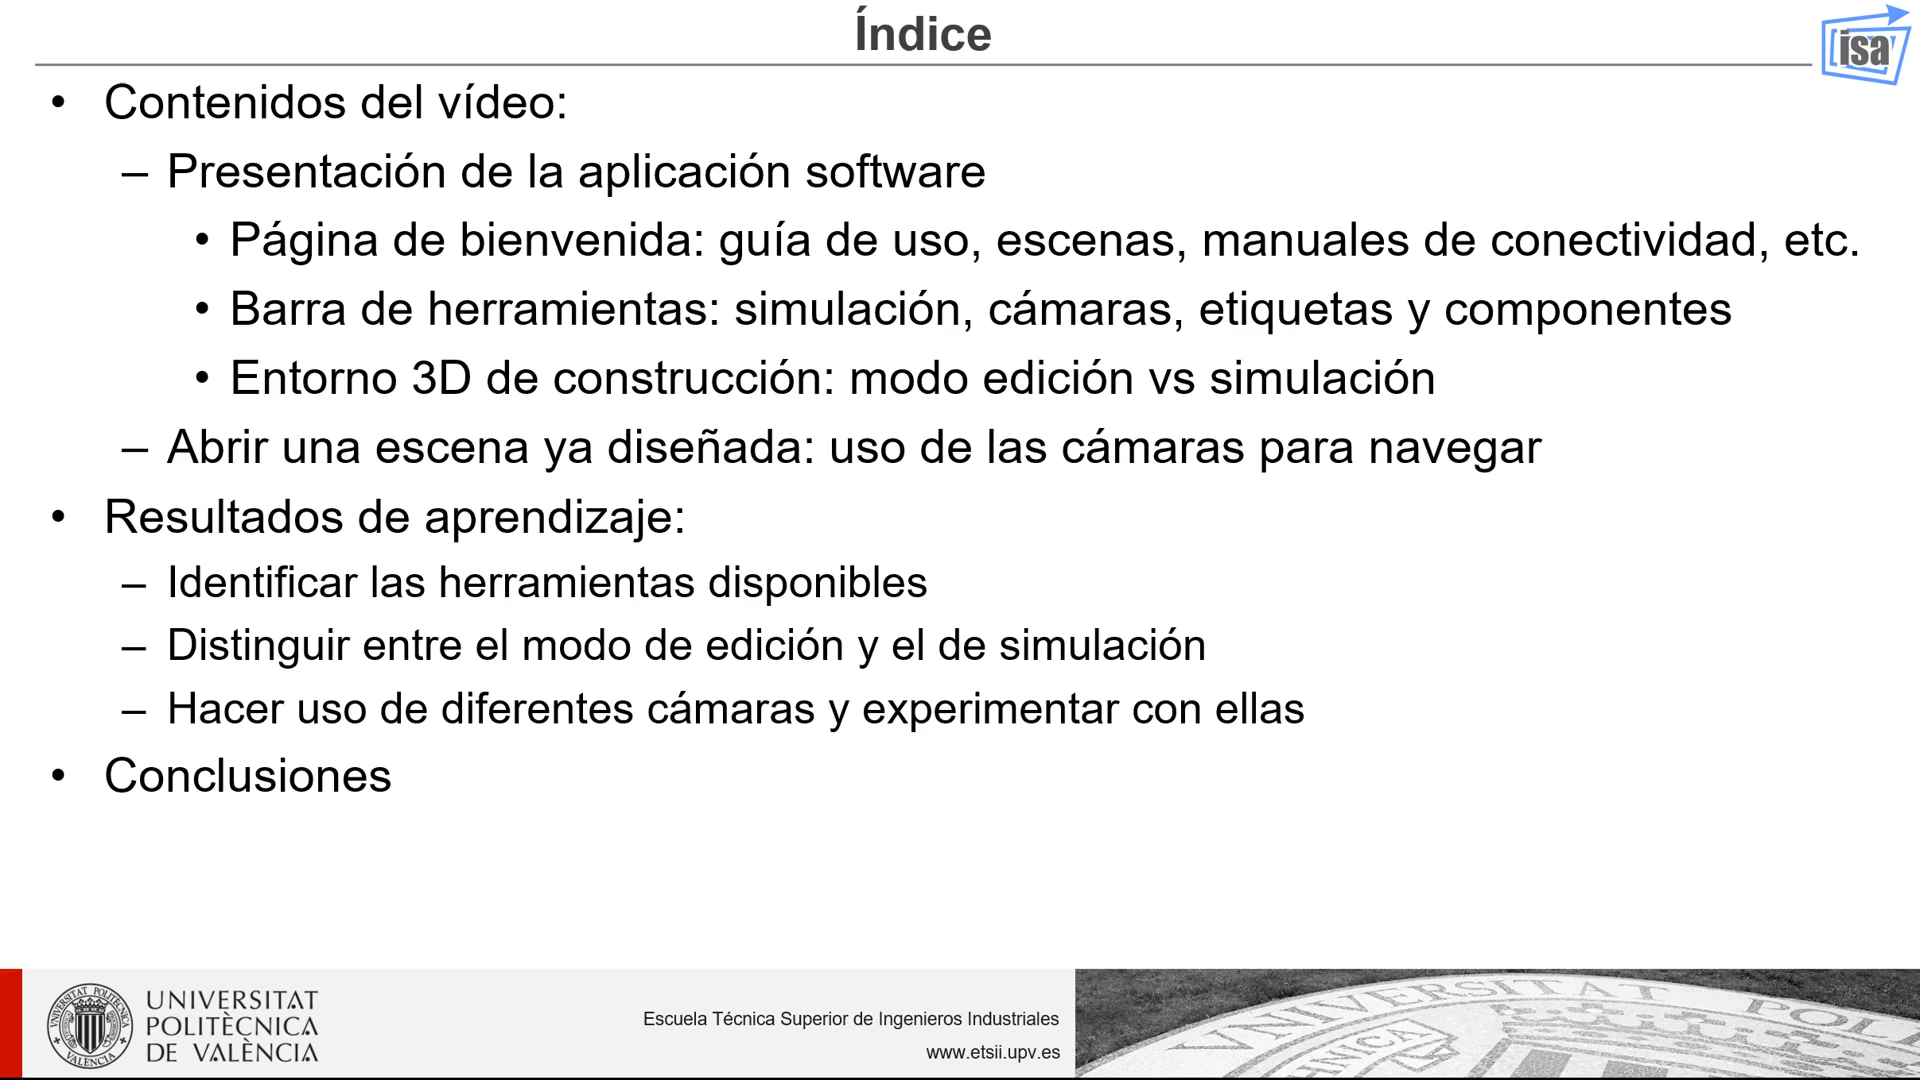 Índice
isa
• Contenidos del vídeo:
– Presentación de la aplicación software
• Página de bienvenida: guía de uso, escenas, manuales de conectividad, etc.
• Barra de herramientas: simulación, cámaras, etiquetas y componentes
• Entorno 3D de construcción: modo edición vs simulación
– Abrir una escena ya diseñada: uso de las cámaras para navegar
• Resultados de aprendizaje:
– Identificar las herramientas disponibles
– Distinguir entre el modo de edición y el de simulación
– Hacer uso de diferentes cámaras y experimentar con ellas
• Conclusiones
UNIVERSITAT
POLITÈCNICA
DE VALÈNCIA
Escuela Técnica Superior de Ingenieros Industriales
www.etsii.upv.es
VNIVERSITAT POLI